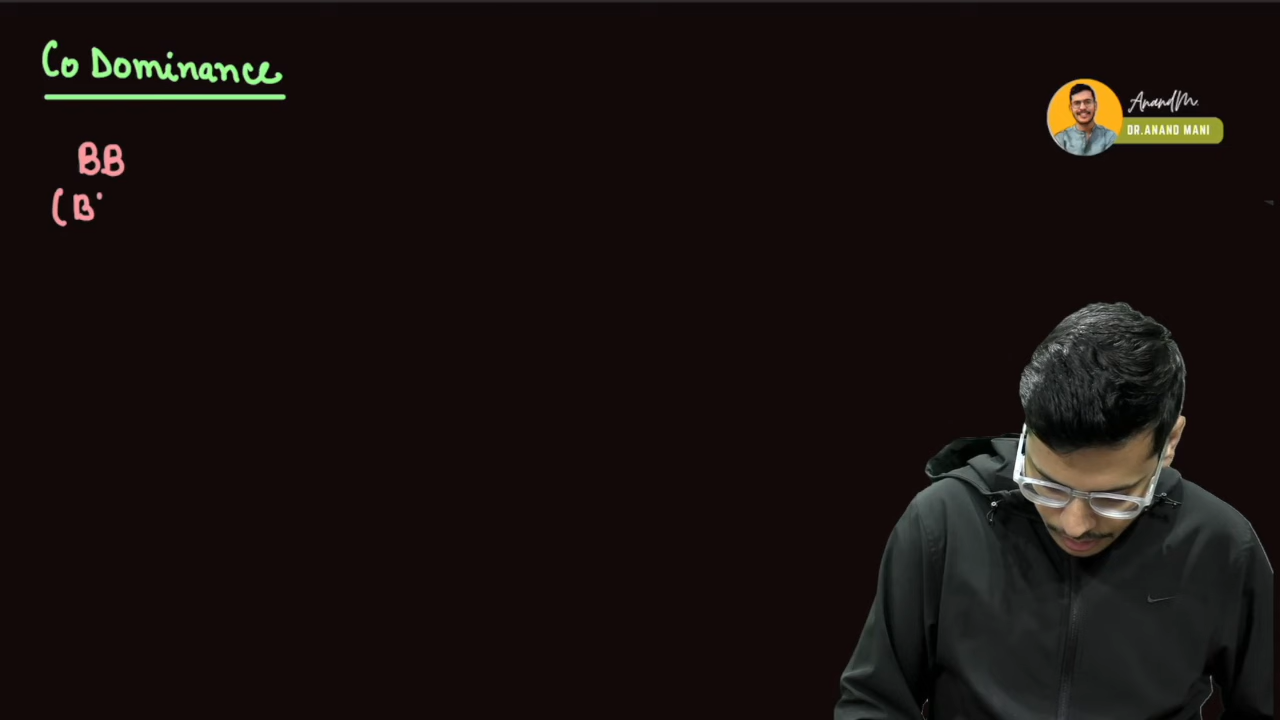 Co Dominance
BB
(B
AnandM.
DR.ANAND MANI